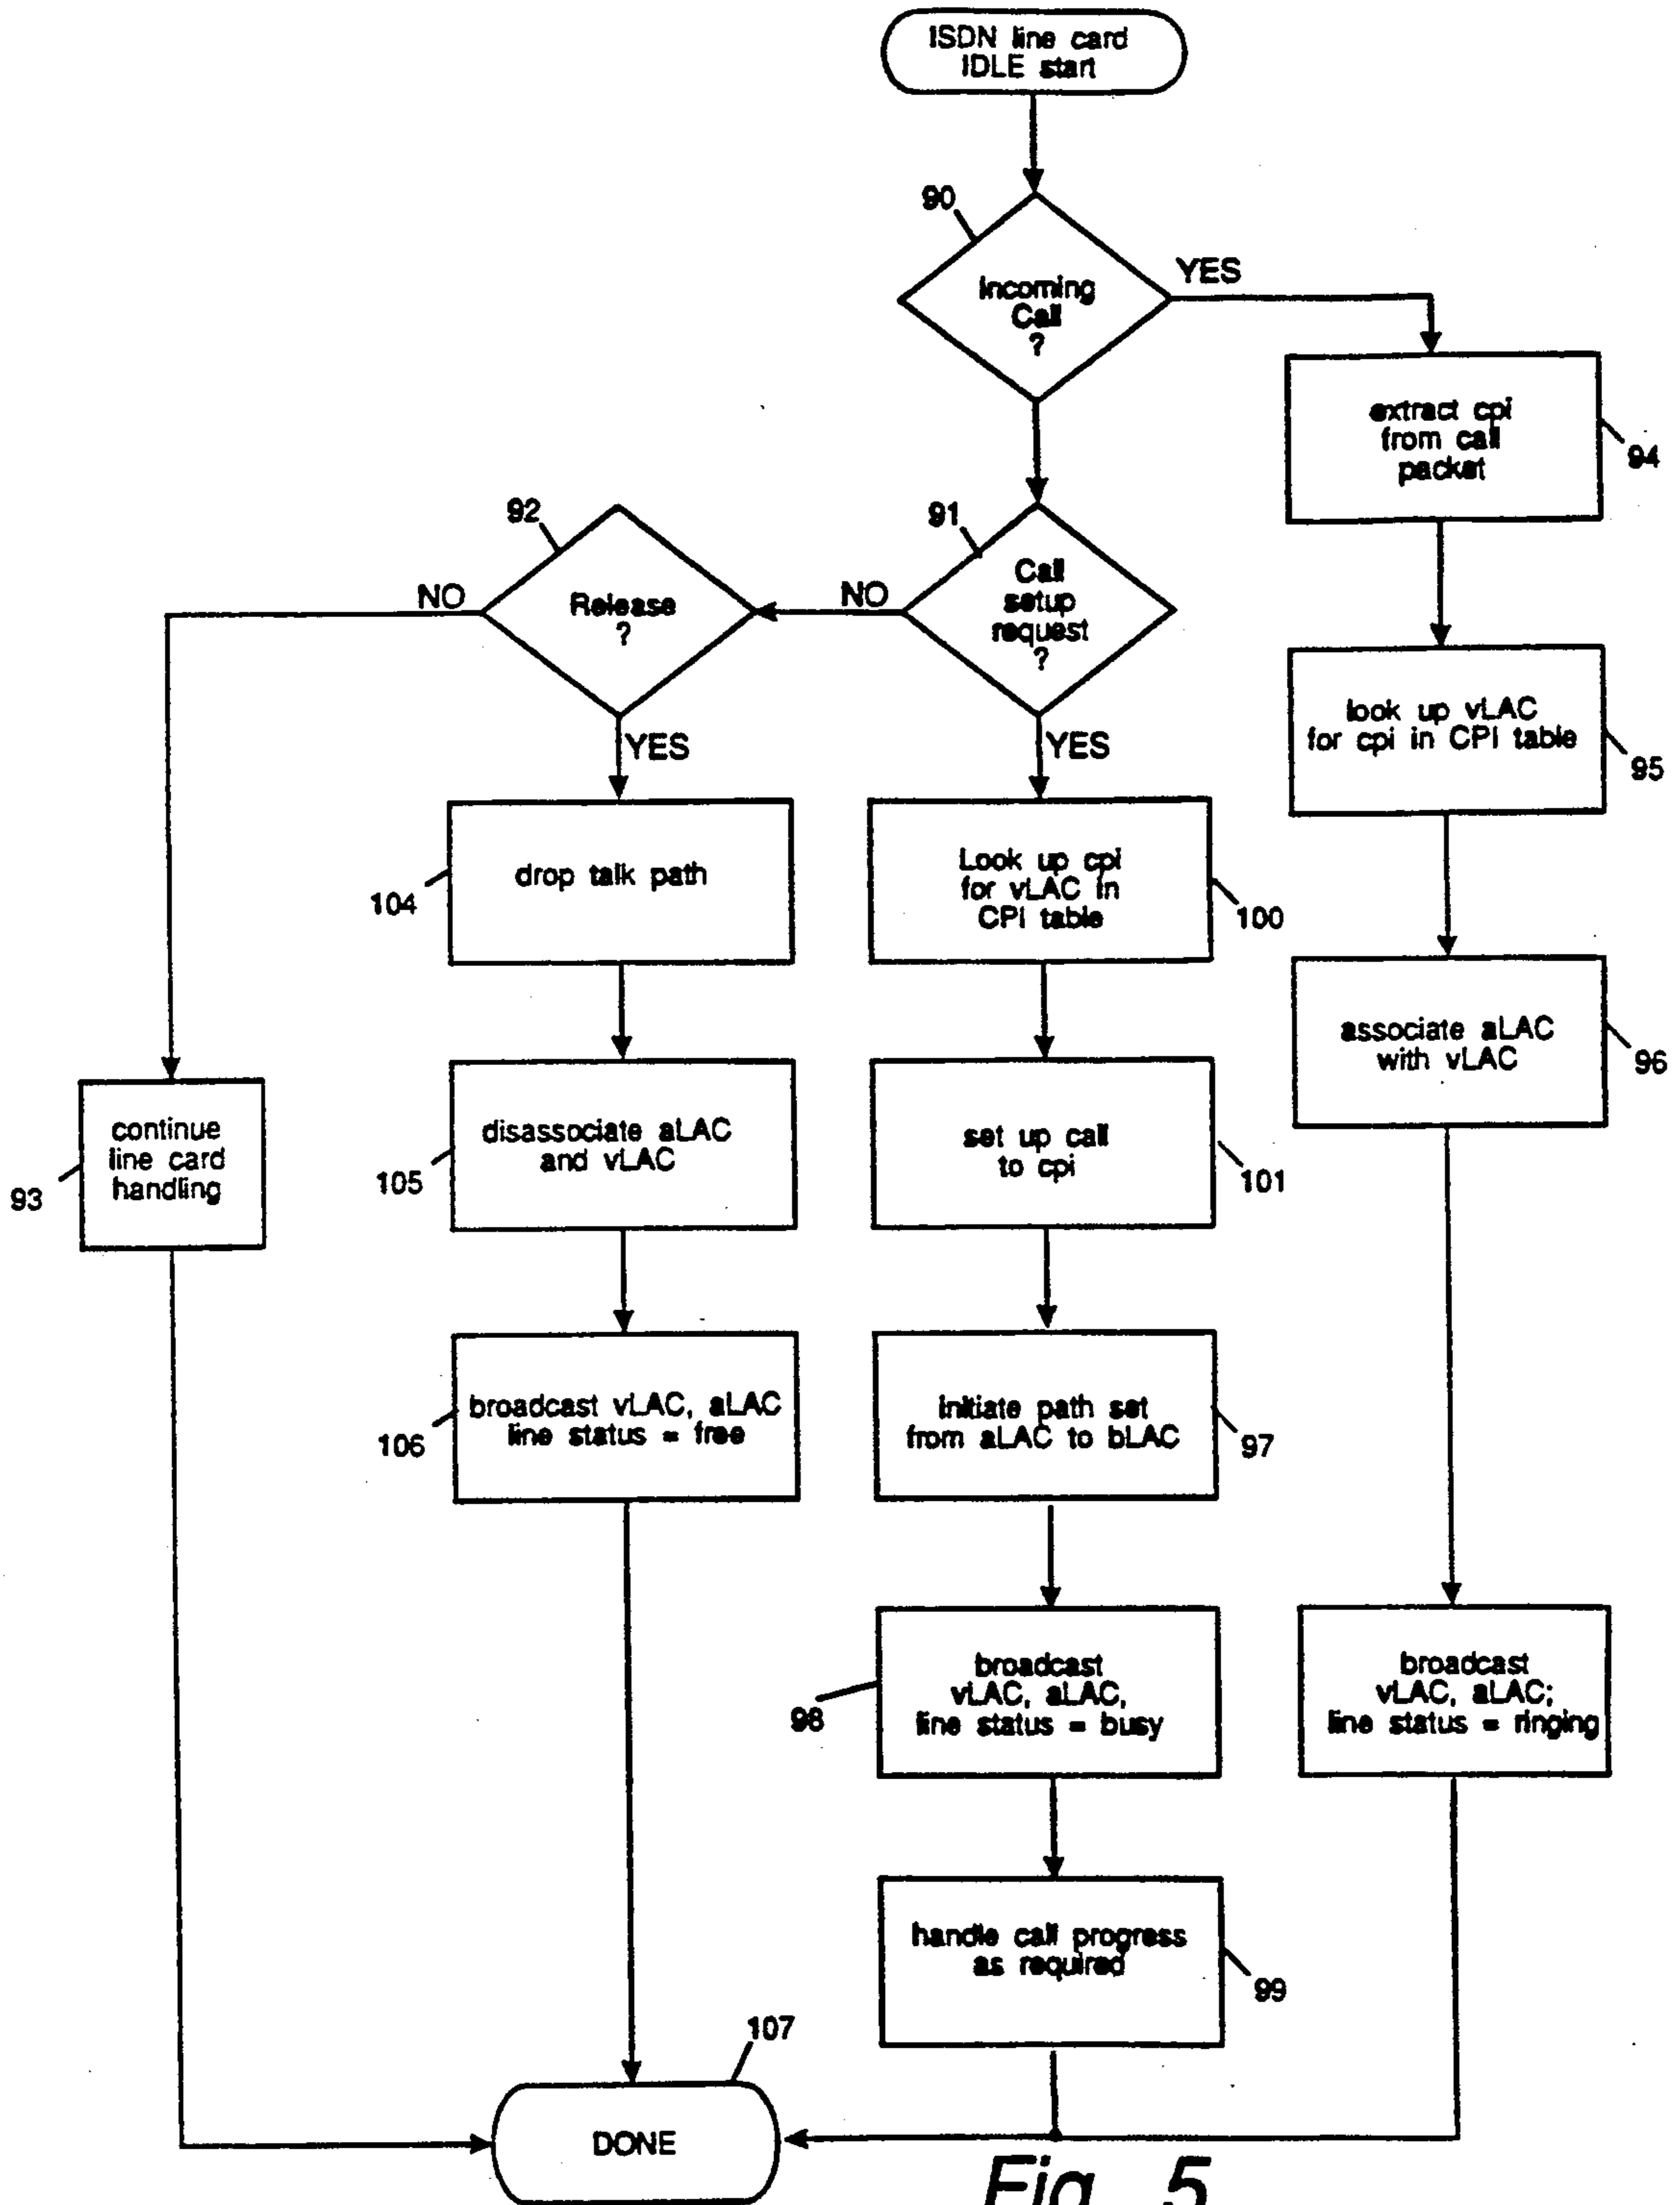 ISDN line card
IDLE start
90
Incoming
Call
?
YES
extract cpi
from call
packet
94
92
Release
?
NO
91
Call
setup
request
?
NO
YES
YES
look up vLAC
for cpi in CPI table
95
drop talk path
104
Look up cpi
for vLAC in
CPI table
100
associate aLAC
with vLAC
96
continue
line card
handling
93
disassociate aLAC
and vLAC
105
set up call
to cpi
101
broadcast vLAC, aLAC
line status = free
106
initiate path set
from aLAC to bLAC
97
broadcast
vLAC, aLAC,
line status = busy
98
broadcast
vLAC, aLAC;
line status = ringing
handle call progress
as required
99
107
DONE
Fig. 5